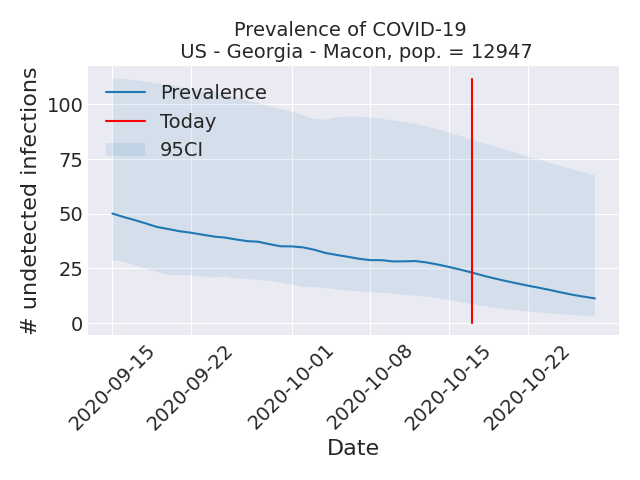 Prevalence of COVID-19
US - Georgia - Macon, pop. = 12947
# undetected infections
100
75
50
25
0
Prevalence
Today
95CI
2020-09-15
2020-09-22
2020-10-01
2020-10-08
2020-10-15
2020-10-22
Date